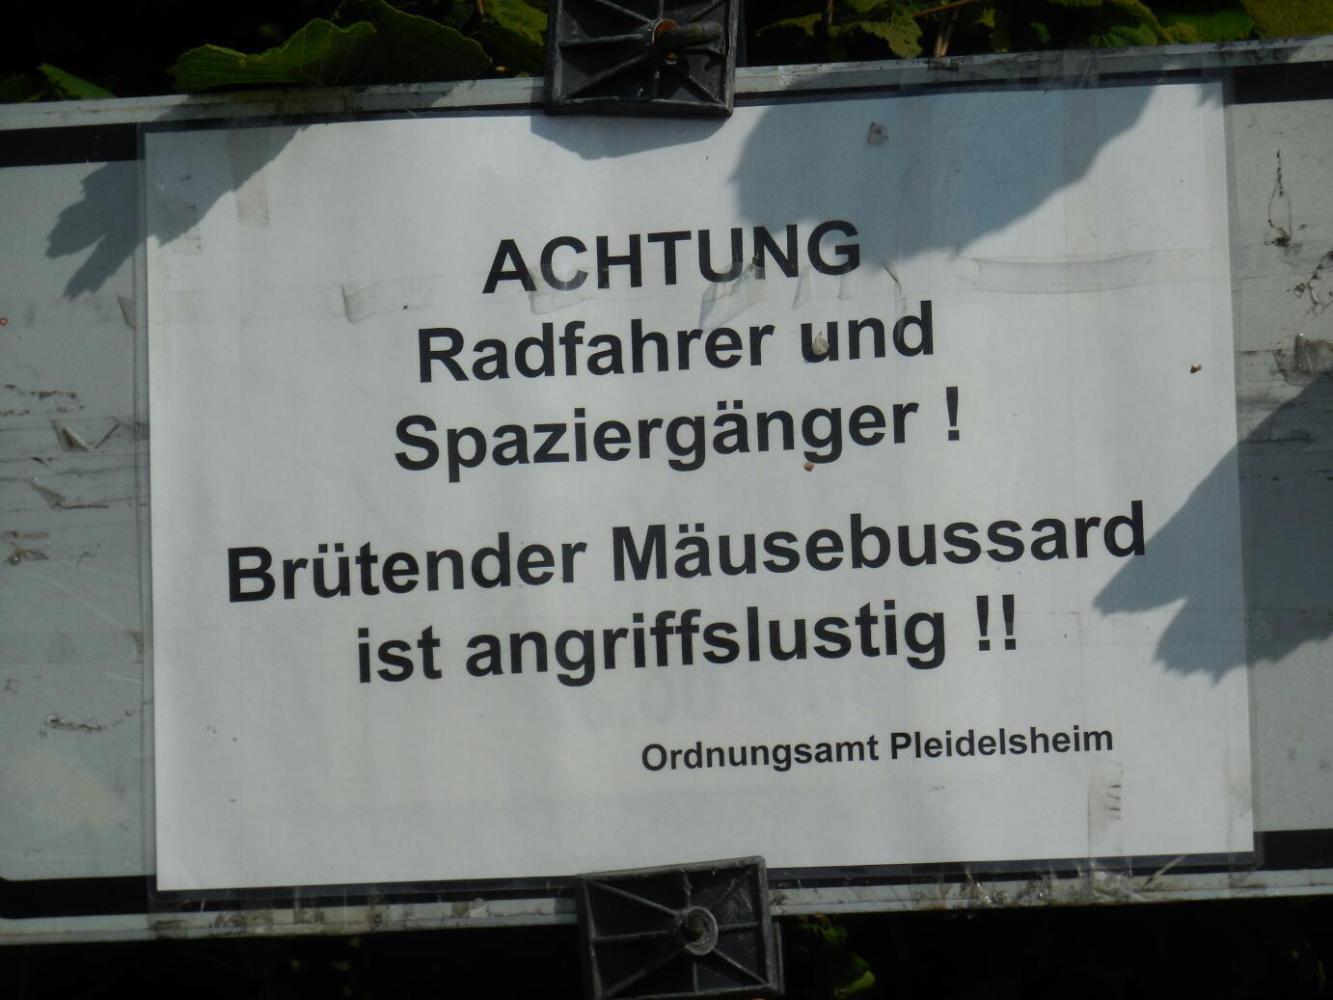 ACHTUNG
Radfahrer und
Spaziergänger !
Brütender Mäusebussard
ist angriffslustig !!
Ordnungsamt Pleidelsheim